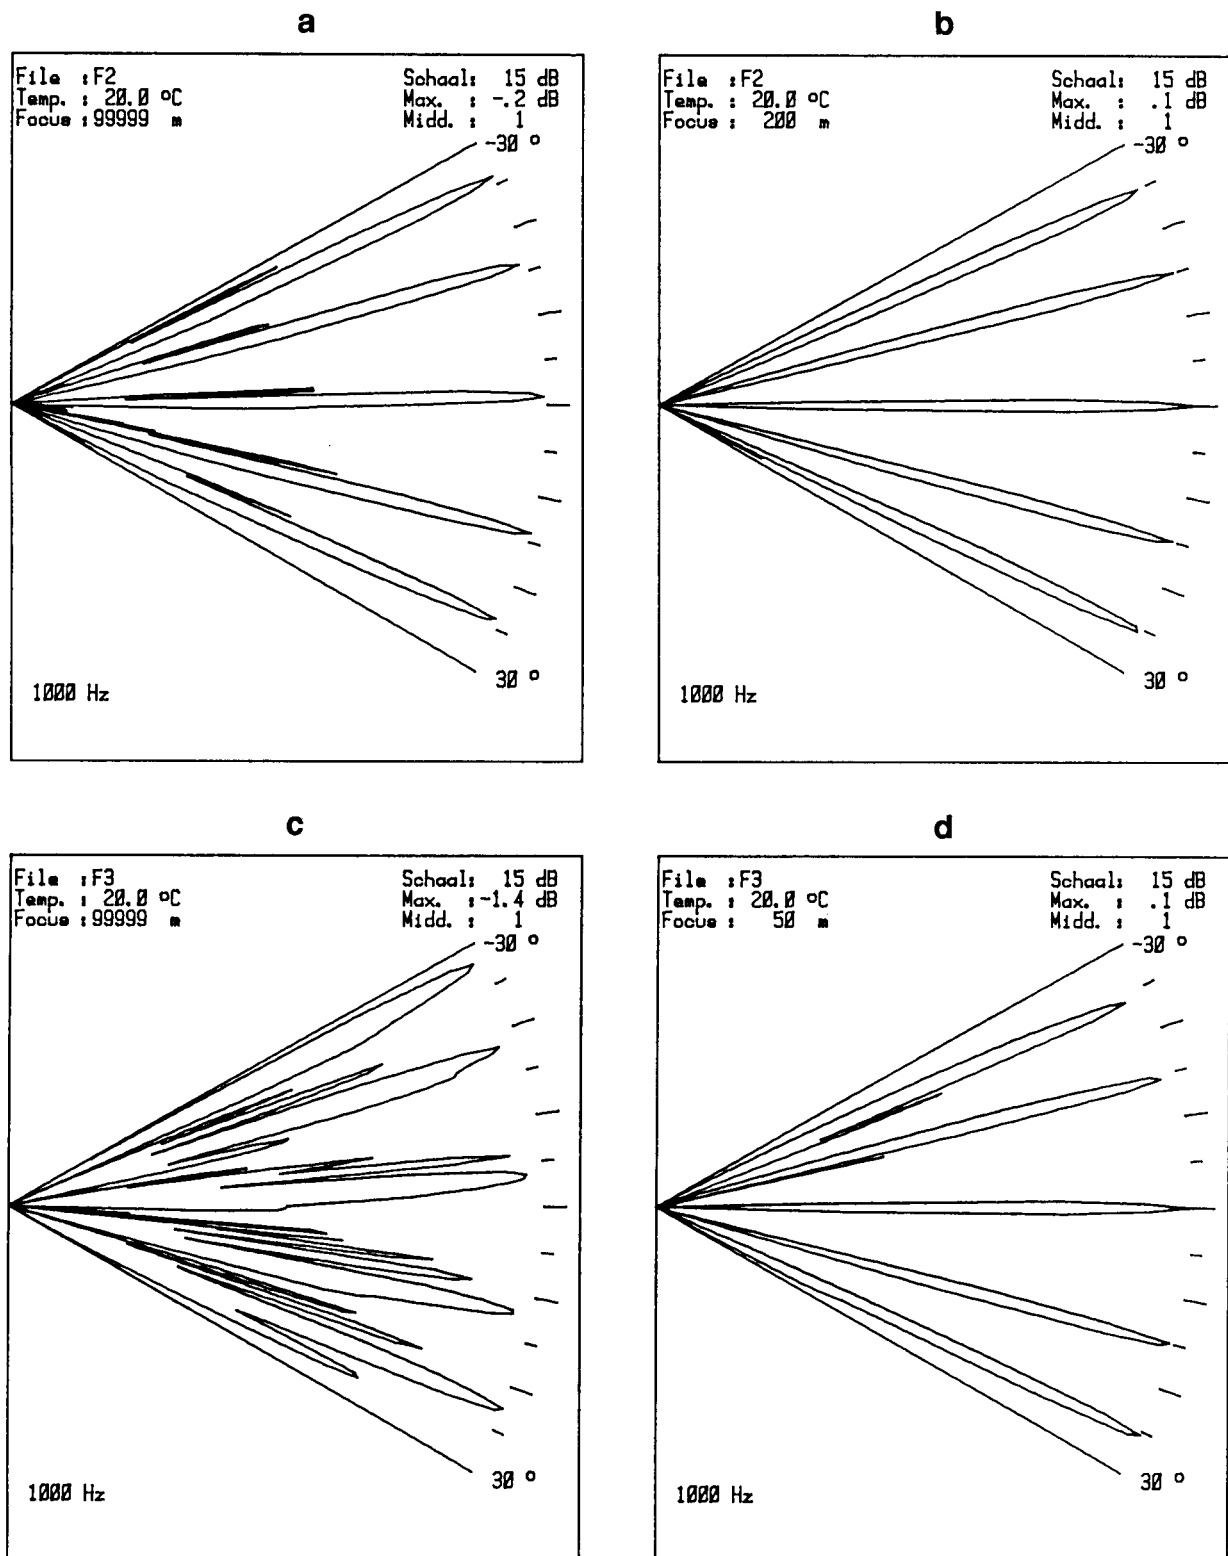 a
File :F2 Schaal: 15 dB
Temp. : 20.0 ºC Max. : -.2 dB
Focus :99999 m Midd. : 1
-30 º
30 º
1000 Hz
b
File :F2 Schaal: 15 dB
Temp. : 20.0 ºC Max. : .1 dB
Focus : 200 m Midd. : 1
-30 º
30 º
1000 Hz
c
File :F3 Schaal: 15 dB
Temp. : 20.0 ºC Max. :-1.4 dB
Focus :99999 m Midd. : 1
-30 º
30 º
1000 Hz
d
File :F3 Schaal: 15 dB
Temp. : 20.0 ºC Max. : .1 dB
Focus : 50 m Midd. : 1
-30 º
30 º
1000 Hz